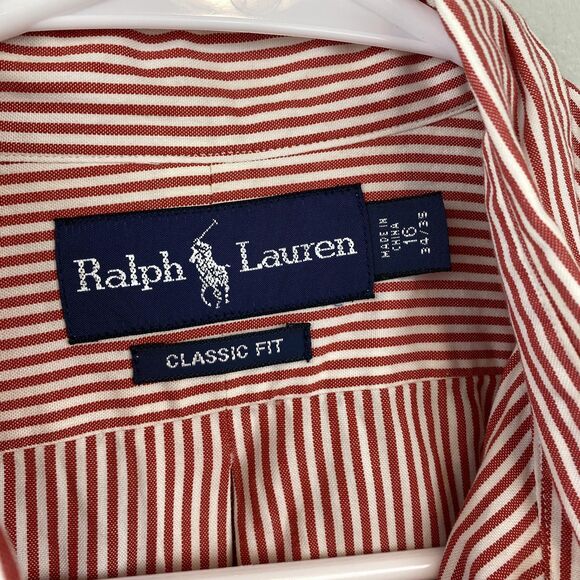 Ralph Lauren
MADE IN
CHINA
16
34/35
CLASSIC FIT